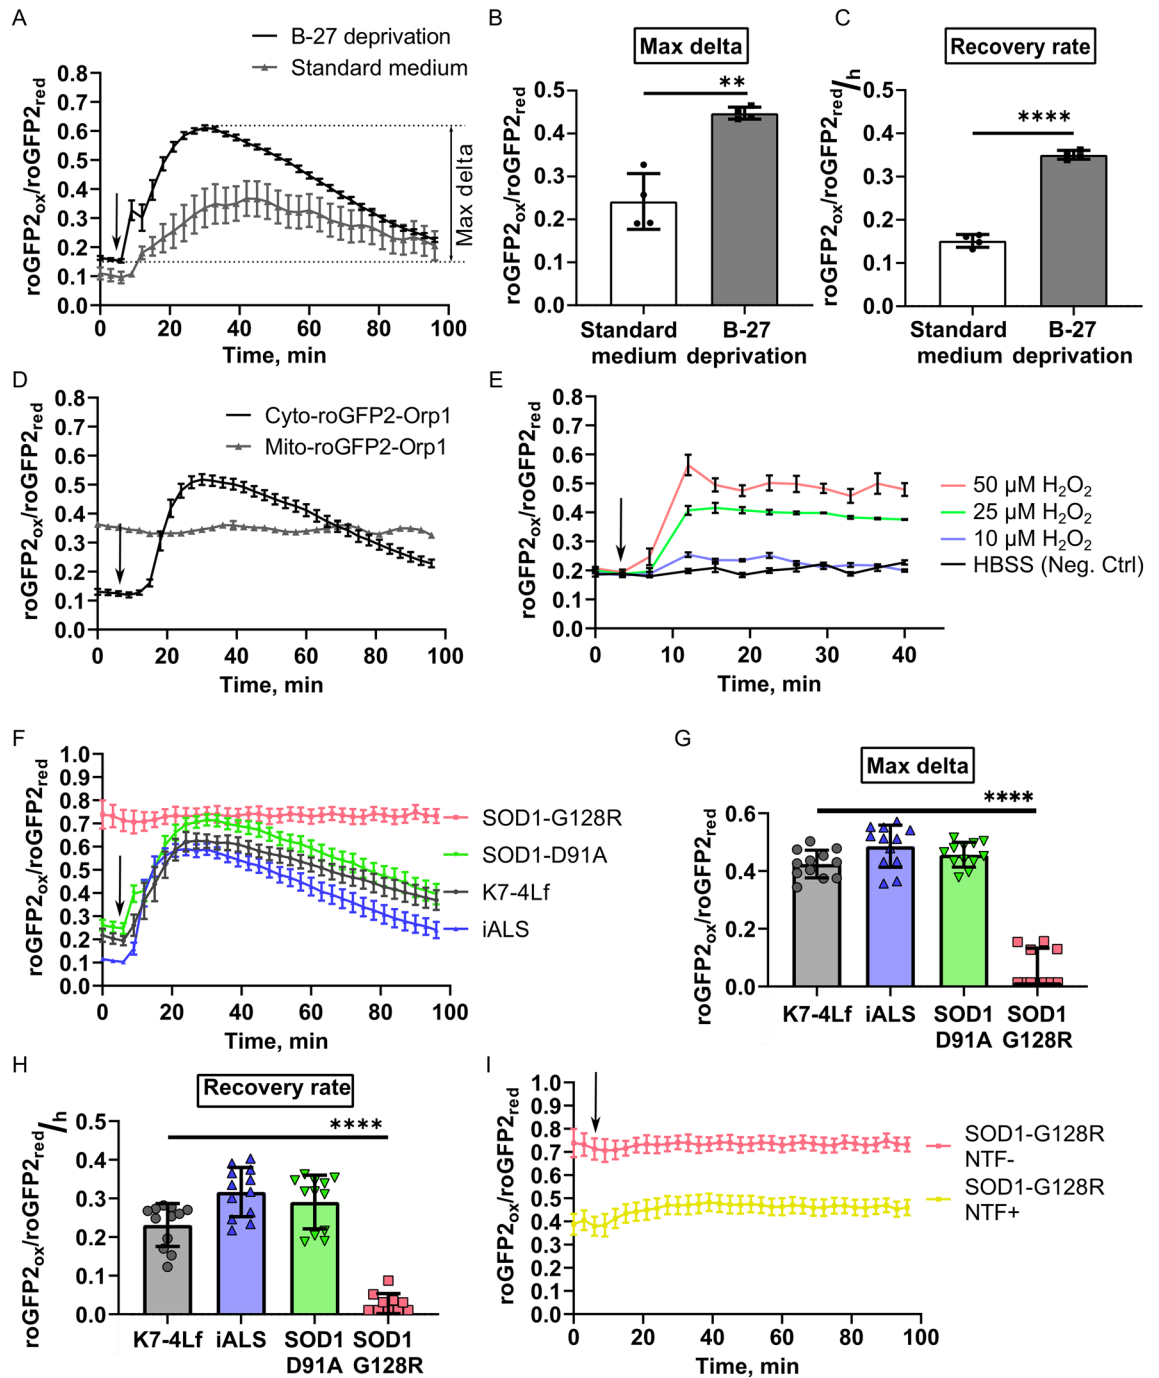 A
B-27 deprivation
Standard medium
roGFP2ox/roGFP2red
0.8
0.7
0.6
0.5
0.4
0.3
0.2
0.1
0.0
Max delta
0 20 40 60 80 100
Time, min
B
Max delta
**
roGFP2ox/roGFP2red
0.5
0.4
0.3
0.2
0.1
0.0
Standard medium
B-27 deprivation
C
Recovery rate
****
roGFP2ox/roGFP2red/h
0.5
0.4
0.3
0.2
0.1
0.0
Standard medium
B-27 deprivation
D
Cyto-roGFP2-Orp1
Mito-roGFP2-Orp1
roGFP2ox/roGFP2red
0.8
0.7
0.6
0.5
0.4
0.3
0.2
0.1
0.0
0 20 40 60 80 100
Time, min
E
roGFP2ox/roGFP2red
0.8
0.7
0.6
0.5
0.4
0.3
0.2
0.1
0.0
0 10 20 30 40
Time, min
50 μM H₂O₂
25 μM H₂O₂
10 μM H₂O₂
HBSS (Neg. Ctrl)
F
roGFP2ox/roGFP2red
1.0
0.9
0.8
0.7
0.6
0.5
0.4
0.3
0.2
0.1
0.0
0 20 40 60 80 100
Time, min
SOD1-G128R
SOD1-D91A
K7-4Lf
iALS
G
Max delta
****
roGFP2ox/roGFP2red
0.6
0.4
0.2
0.0
K7-4Lf iALS SOD1 SOD1
D91A G128R
H
Recovery rate
****
roGFP2ox/roGFP2red/h
0.5
0.4
0.3
0.2
0.1
0.0
K7-4Lf iALS SOD1 SOD1
D91A G128R
I
roGFP2ox/roGFP2red
1.0
0.9
0.8
0.7
0.6
0.5
0.4
0.3
0.2
0.1
0.0
0 20 40 60 80 100
Time, min
SOD1-G128R
NTF-
SOD1-G128R
NTF+